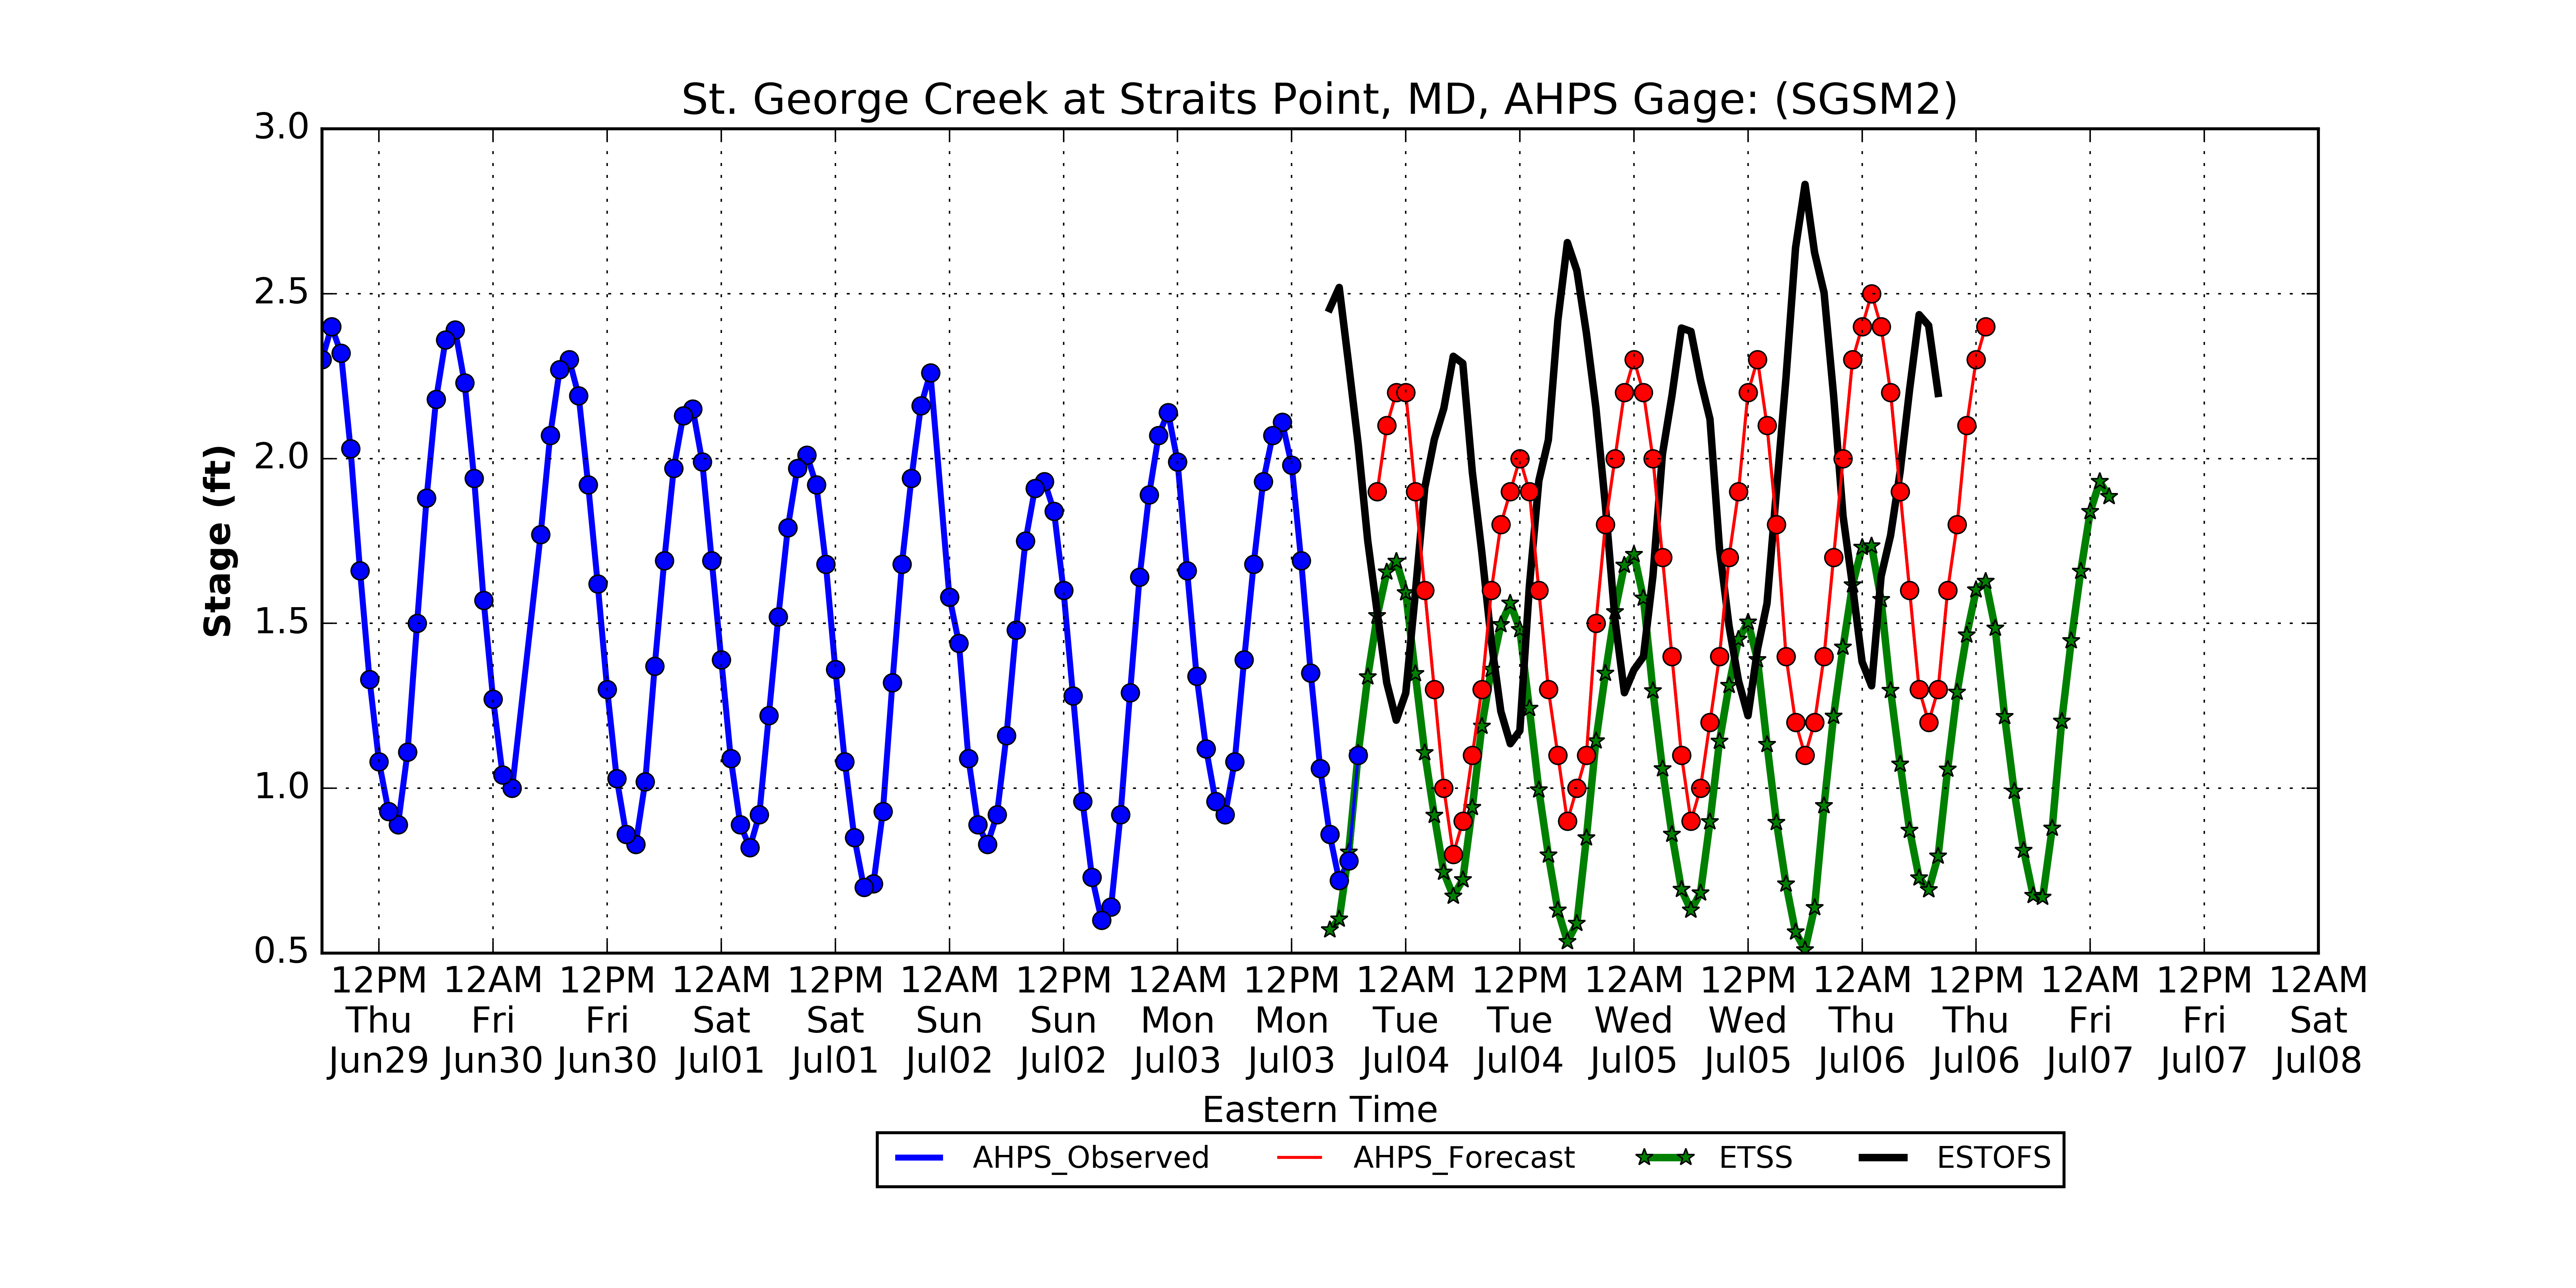 St. George Creek at Straits Point, MD, AHPS Gage: (SGSM2)
3.0
2.5
2.0
1.5
1.0
0.5
Stage (ft)
12PM 12AM 12PM 12AM 12PM 12AM 12PM 12AM 12PM 12AM 12PM 12AM 12PM 12AM 12PM 12AM 12PM 12AM
Thu Fri Fri Sat Sat Sun Sun Mon Mon Tue Tue Wed Wed Thu Thu Fri Fri Sat
Jun29 Jun30 Jun30 Jul01 Jul01 Jul02 Jul02 Jul03 Jul03 Jul04 Jul04 Jul05 Jul05 Jul06 Jul06 Jul07 Jul07 Jul08
Eastern Time
AHPS_Observed AHPS_Forecast ETSS ESTOFS